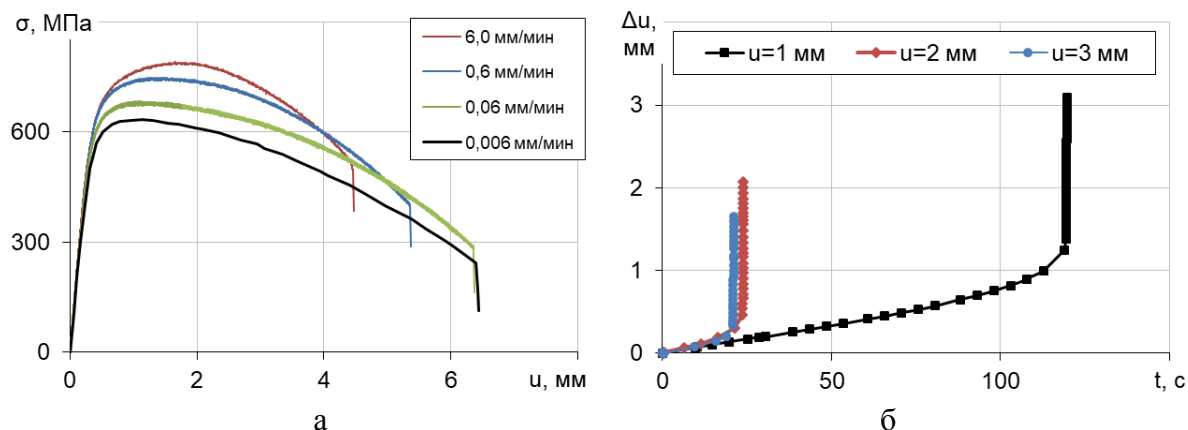 σ, МПа
6,0 мм/мин
0,6 мм/мин
0,06 мм/мин
0,006 мм/мин
600
300
0
0 2 4 6 u, мм
а
Δu,
мм
u=1 мм u=2 мм u=3 мм
3
2
1
0
0 50 100 t, с
б